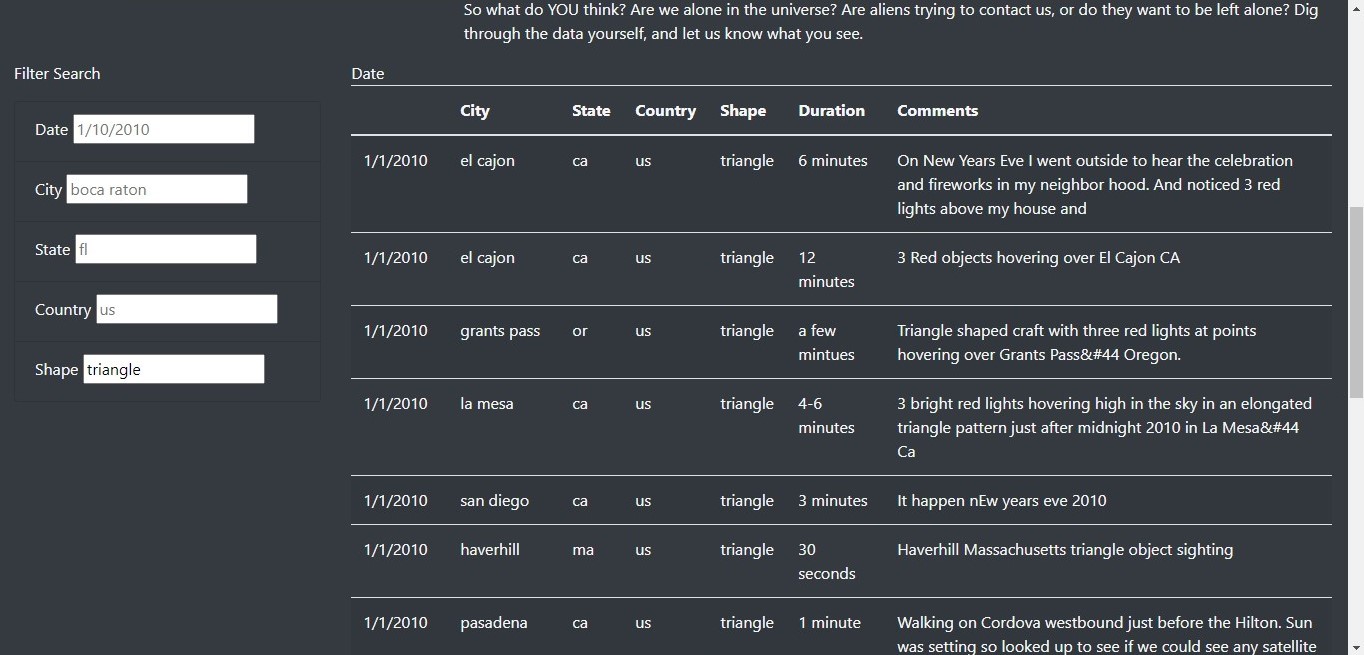 So what do YOU think? Are we alone in the universe? Are aliens trying to contact us, or do they want to be left alone? Dig
through the data yourself, and let us know what you see.
Filter Search
Date 1/10/2010
City boca raton
State fl
Country us
Shape triangle
Date
City State Country Shape Duration Comments
1/1/2010 el cajon ca us triangle 6 minutes On New Years Eve I went outside to hear the celebration
and fireworks in my neighbor hood. And noticed 3 red
lights above my house and
1/1/2010 el cajon ca us triangle 12 3 Red objects hovering over El Cajon CA
minutes
1/1/2010 grants pass or us triangle a few Triangle shaped craft with three red lights at points
mintues hovering over Grants Pass&#44 Oregon.
1/1/2010 la mesa ca us triangle 4-6 3 bright red lights hovering high in the sky in an elongated
minutes triangle pattern just after midnight 2010 in La Mesa&#44
Ca
1/1/2010 san diego ca us triangle 3 minutes It happen nEw years eve 2010
1/1/2010 haverhill ma us triangle 30 Haverhill Massachusetts triangle object sighting
seconds
1/1/2010 pasadena ca us triangle 1 minute Walking on Cordova westbound just before the Hilton. Sun
was setting so looked up to see if we could see any satellite